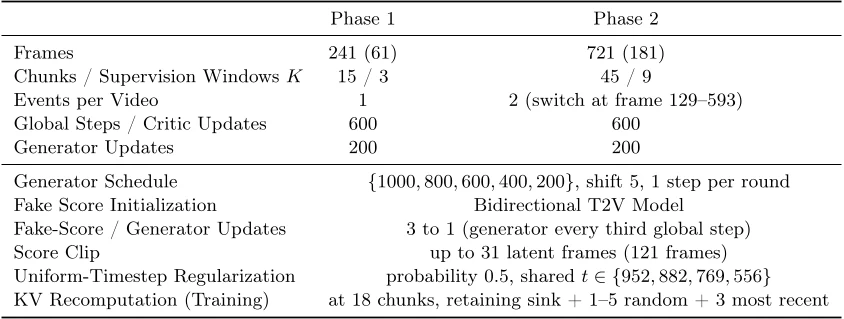 Phase 1 Phase 2
Frames 241 (61) 721 (181)
Chunks / Supervision Windows K 15 / 3 45 / 9
Events per Video 1 2 (switch at frame 129–593)
Global Steps / Critic Updates 600 600
Generator Updates 200 200
Generator Schedule {1000, 800, 600, 400, 200}, shift 5, 1 step per round
Fake Score Initialization Bidirectional T2V Model
Fake-Score / Generator Updates 3 to 1 (generator every third global step)
Score Clip up to 31 latent frames (121 frames)
Uniform-Timestep Regularization probability 0.5, shared t ∈ {952, 882, 769, 556}
KV Recomputation (Training) at 18 chunks, retaining sink + 1–5 random + 3 most recent